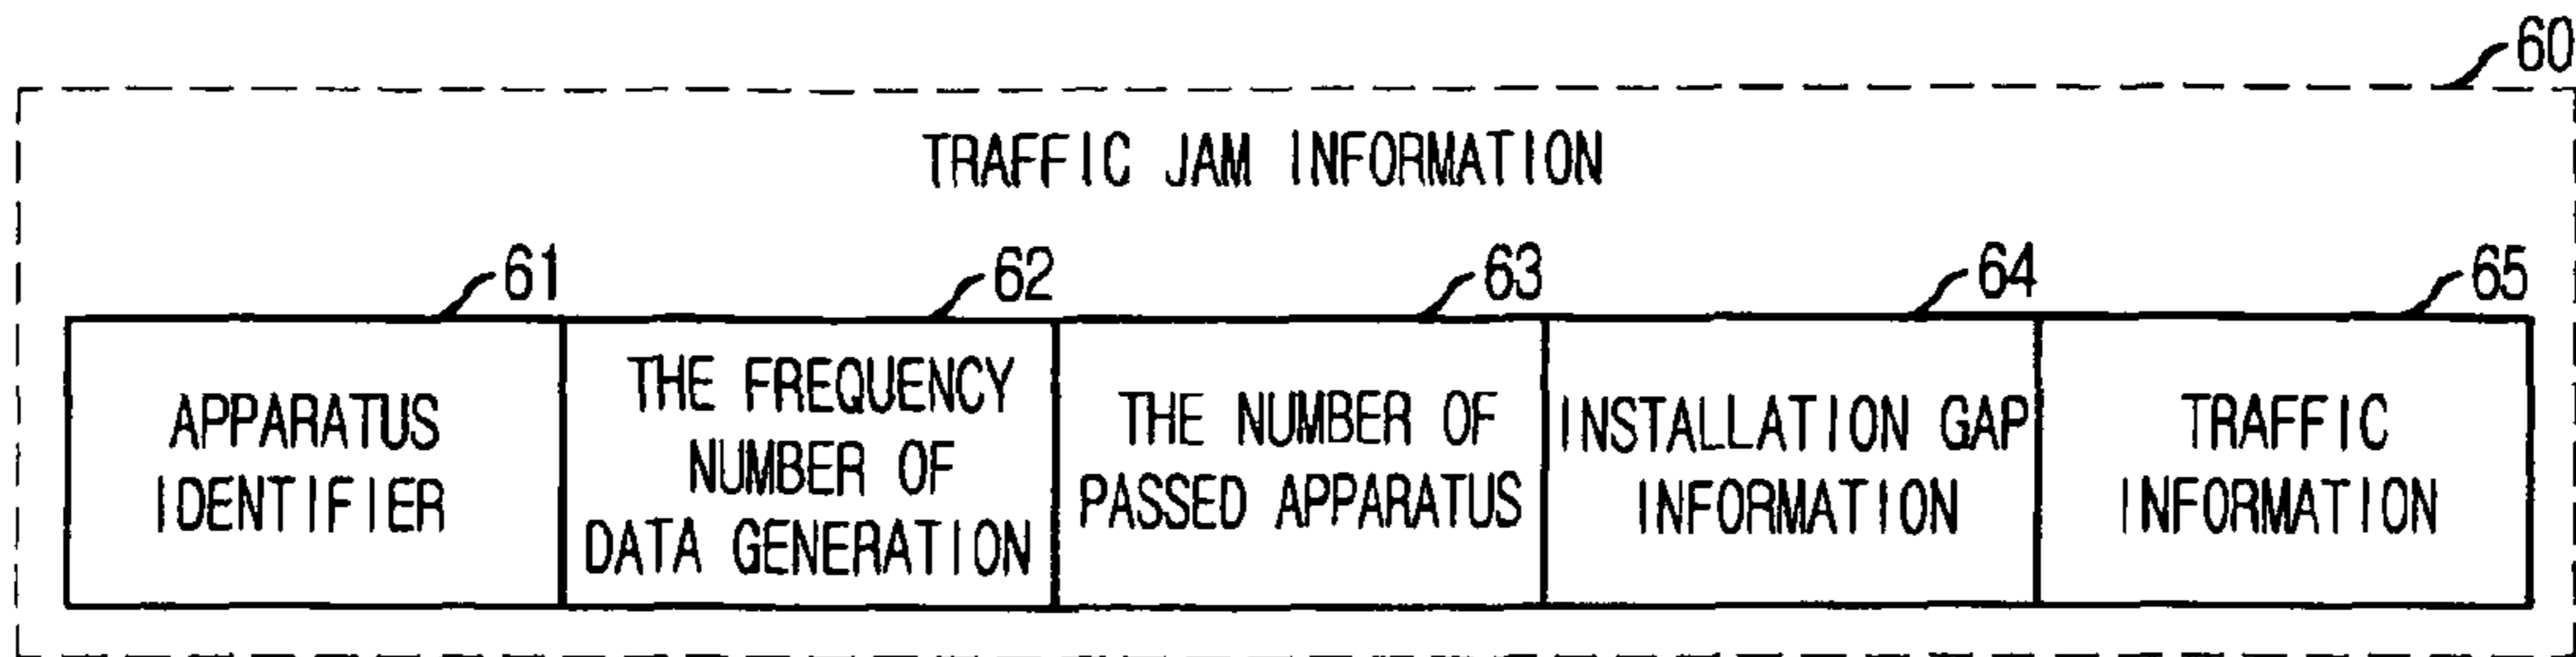 60
TRAFFIC JAM INFORMATION
61
62
63
64
65
APPARATUS
IDENTIFIER
THE FREQUENCY
NUMBER OF
DATA GENERATION
THE NUMBER OF
PASSED APPARATUS
INSTALLATION GAP
INFORMATION
TRAFFIC
INFORMATION